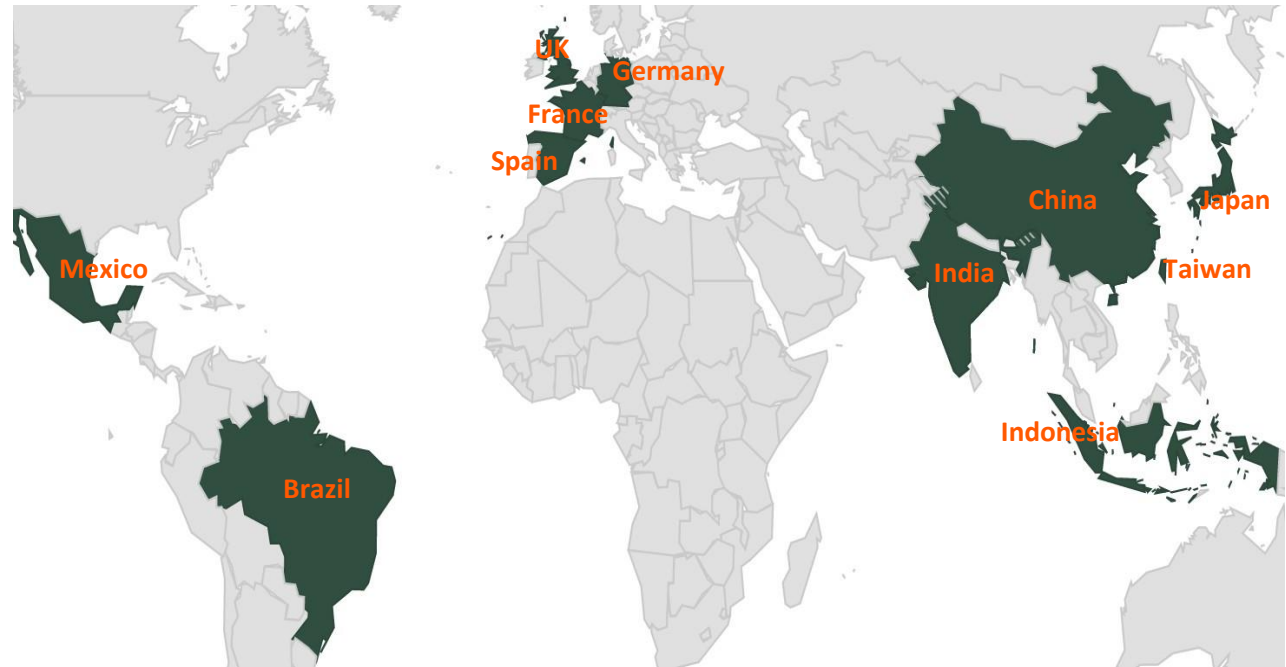 UK
Germany
France
Spain
China
Japan
Mexico
India
Taiwan
Indonesia
Brazil